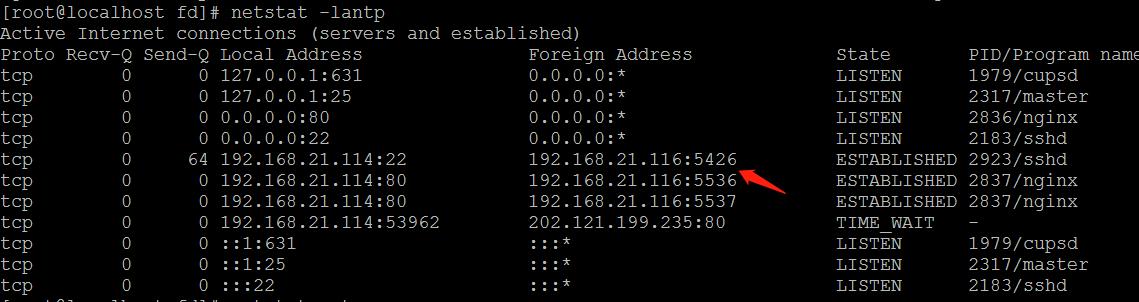 [root@localhost fd]# netstat -lantp
Active Internet connections (servers and established)
Proto Recv-Q Send-Q Local Address Foreign Address State PID/Program name
tcp 0 0 127.0.0.1:631 0.0.0.0:* LISTEN 1979/cupsd
tcp 0 0 127.0.0.1:25 0.0.0.0:* LISTEN 2317/master
tcp 0 0 0.0.0.0:80 0.0.0.0:* LISTEN 2836/nginx
tcp 0 0 0.0.0.0:22 0.0.0.0:* LISTEN 2183/sshd
tcp 0 64 192.168.21.114:22 192.168.21.116:5426 ESTABLISHED 2923/sshd
tcp 0 0 192.168.21.114:80 192.168.21.116:5536 ESTABLISHED 2837/nginx
tcp 0 0 192.168.21.114:80 192.168.21.116:5537 ESTABLISHED 2837/nginx
tcp 0 0 192.168.21.114:53962 202.121.199.235:80 TIME_WAIT -
tcp 0 0 ::1:631 :::* LISTEN 1979/cupsd
tcp 0 0 ::1:25 :::* LISTEN 2317/master
tcp 0 0 :::22 :::* LISTEN 2183/sshd